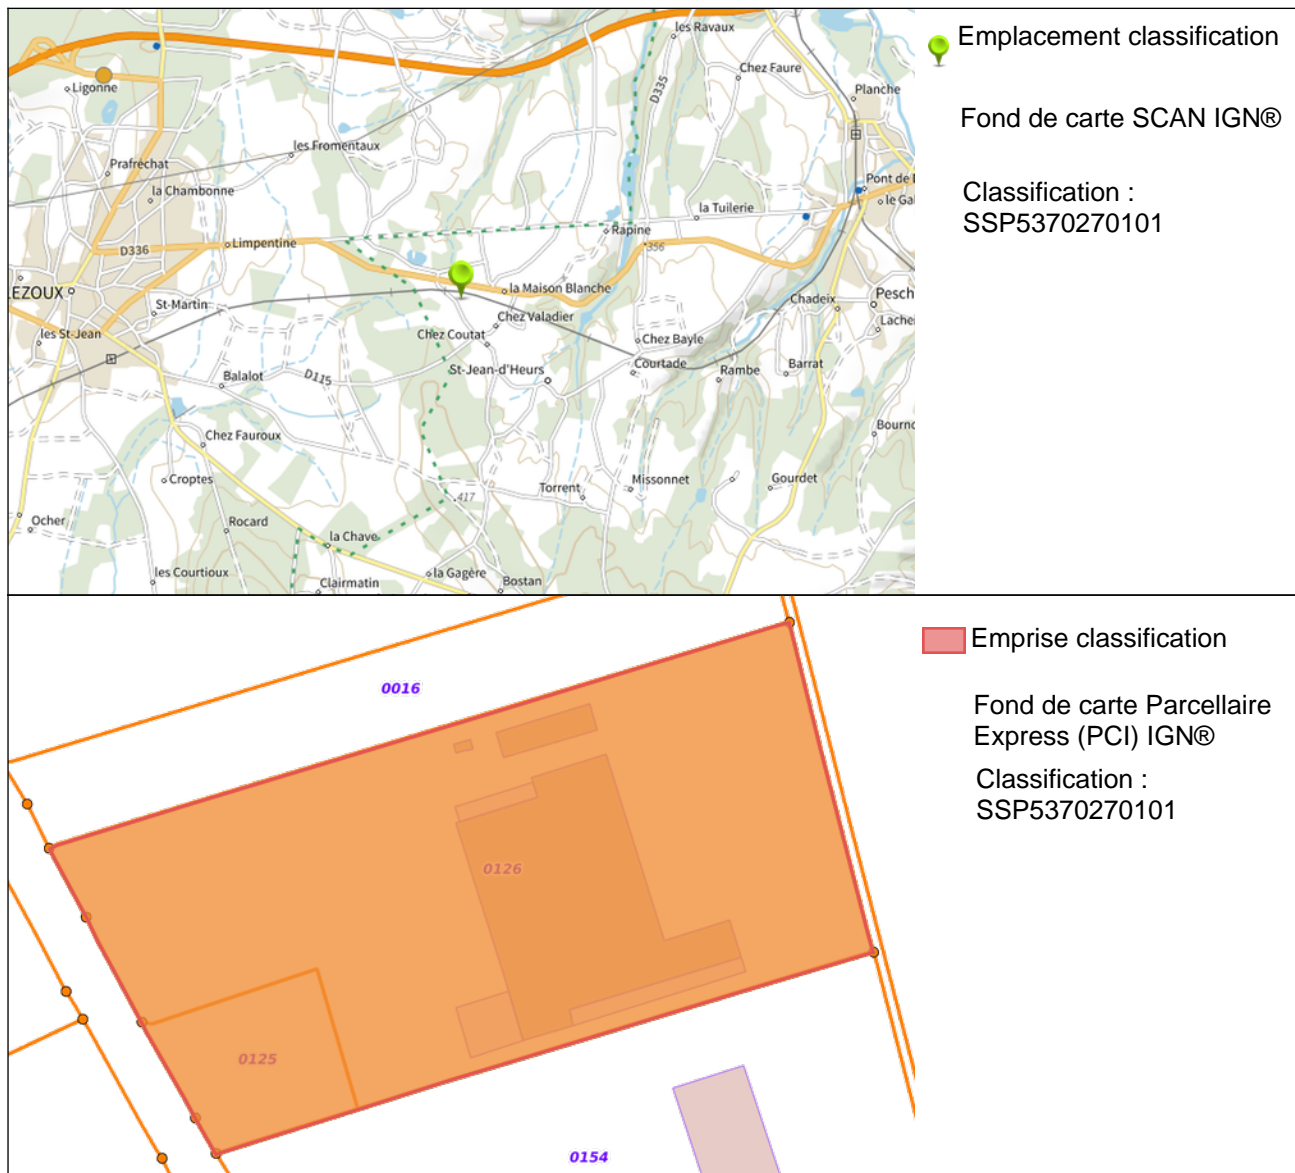 les Ravaux
Chez Faure
Ligonne
Planche
D335
les Fromentaux
Prafréchat
la Chambonne
Pont de
le Ga
la Tuilerie
D336
Limpentine
Rapine
356
LEZOUX
St-Martin
la Maison Blanche
Chadeix
Pesch
les St-Jean
Chez Valadier
Lache
Chez Coutat
Chez Bayle
Balalot
D115
St-Jean-d'Heurs
Courtade
Rambe
Barrat
Chez Fauroux
Bourno
Croptes
Torrent
Missonnet
Gourdet
417
Ocher
Rocard
la Chave
les Courtioux
Clairmatin
la Gagère
Bostan
Emplacement classification
Fond de carte SCAN IGN®
Classification :
SSP5370270101
0016
0126
0125
0154
Emprise classification
Fond de carte Parcellaire
Express (PCI) IGN®
Classification :
SSP5370270101